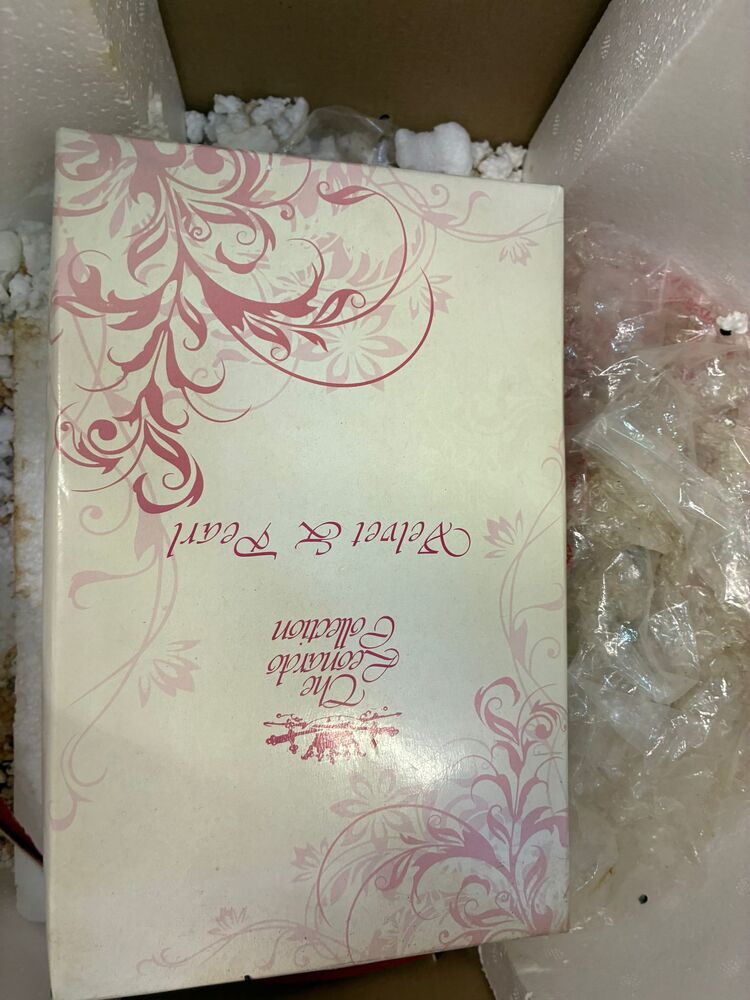 The
Leonardo
Collection
Velvet & Pearl